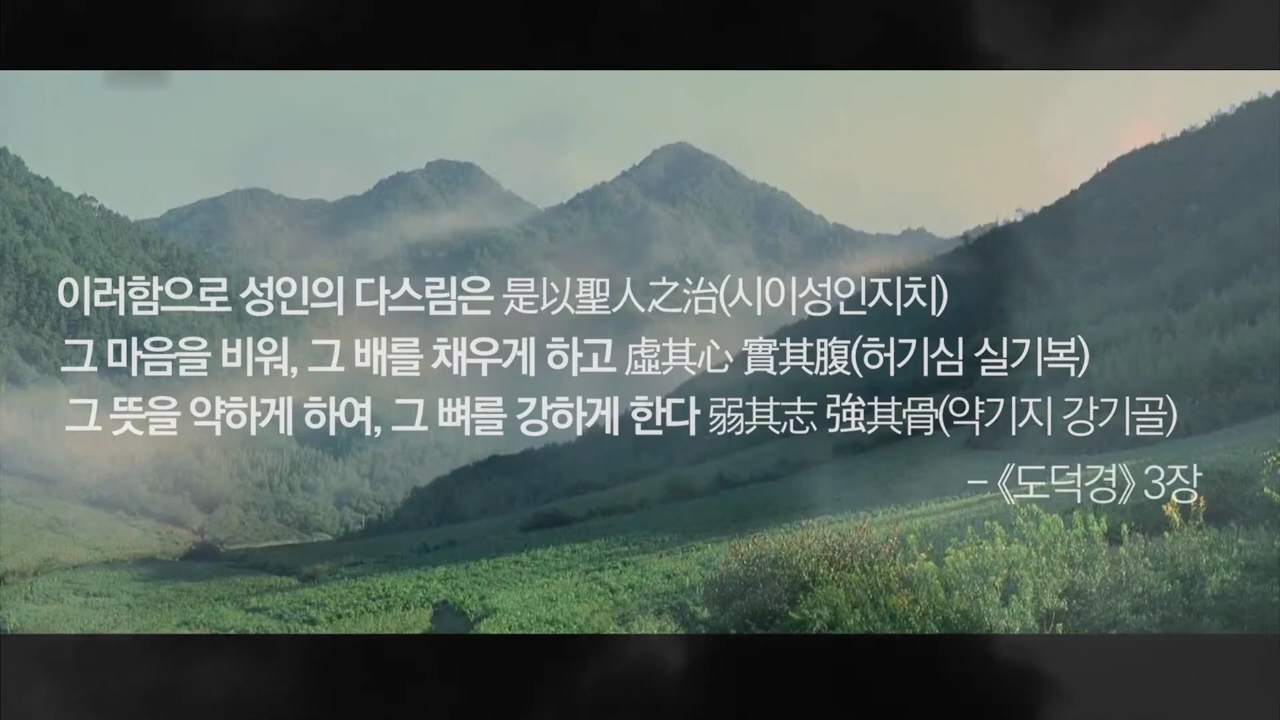 이러함으로 성인의 다스림은 是以聖人之治(시이성인지치)
그 마음을 비워, 그 배를 채우게 하고 虛其心 實其腹(허기심 실기복)
그 뜻을 약하게 하여, 그 뼈를 강하게 한다 弱其志 強其骨(약기지 강기골)
-《도덕경》 3장